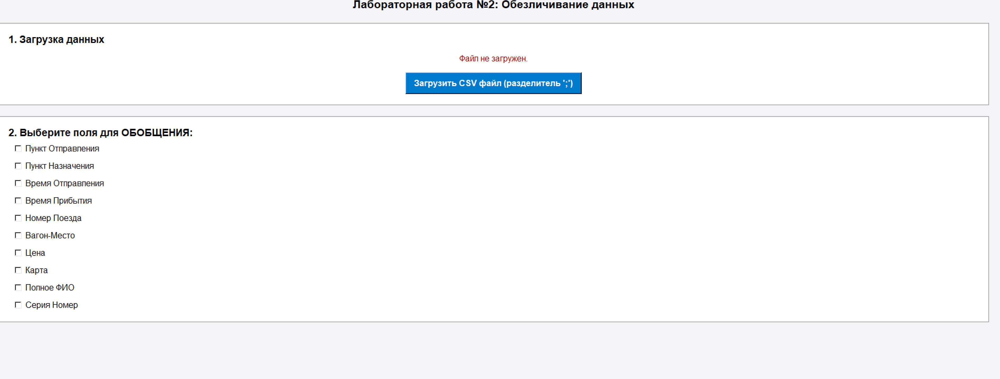 Лабораторная работа №2: Обезличивание данных
1. Загрузка данных
Файл не загружен.
Загрузить CSV файл (разделитель ';')
2. Выберите поля для ОБОБЩЕНИЯ:
Пункт Отправления
Пункт Назначения
Время Отправления
Время Прибытия
Номер Поезда
Вагон-Место
Цена
Карта
Полное ФИО
Серия Номер